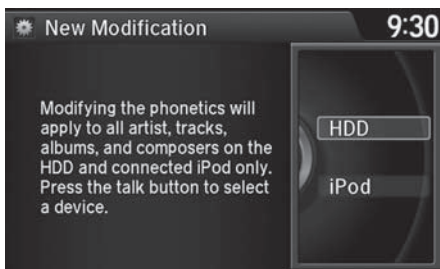 New Modification
9:30
Modifying the phonetics will
apply to all artist, tracks,
albums, and composers on the
HDD and connected iPod only.
Press the talk button to select
a device.
HDD
iPod